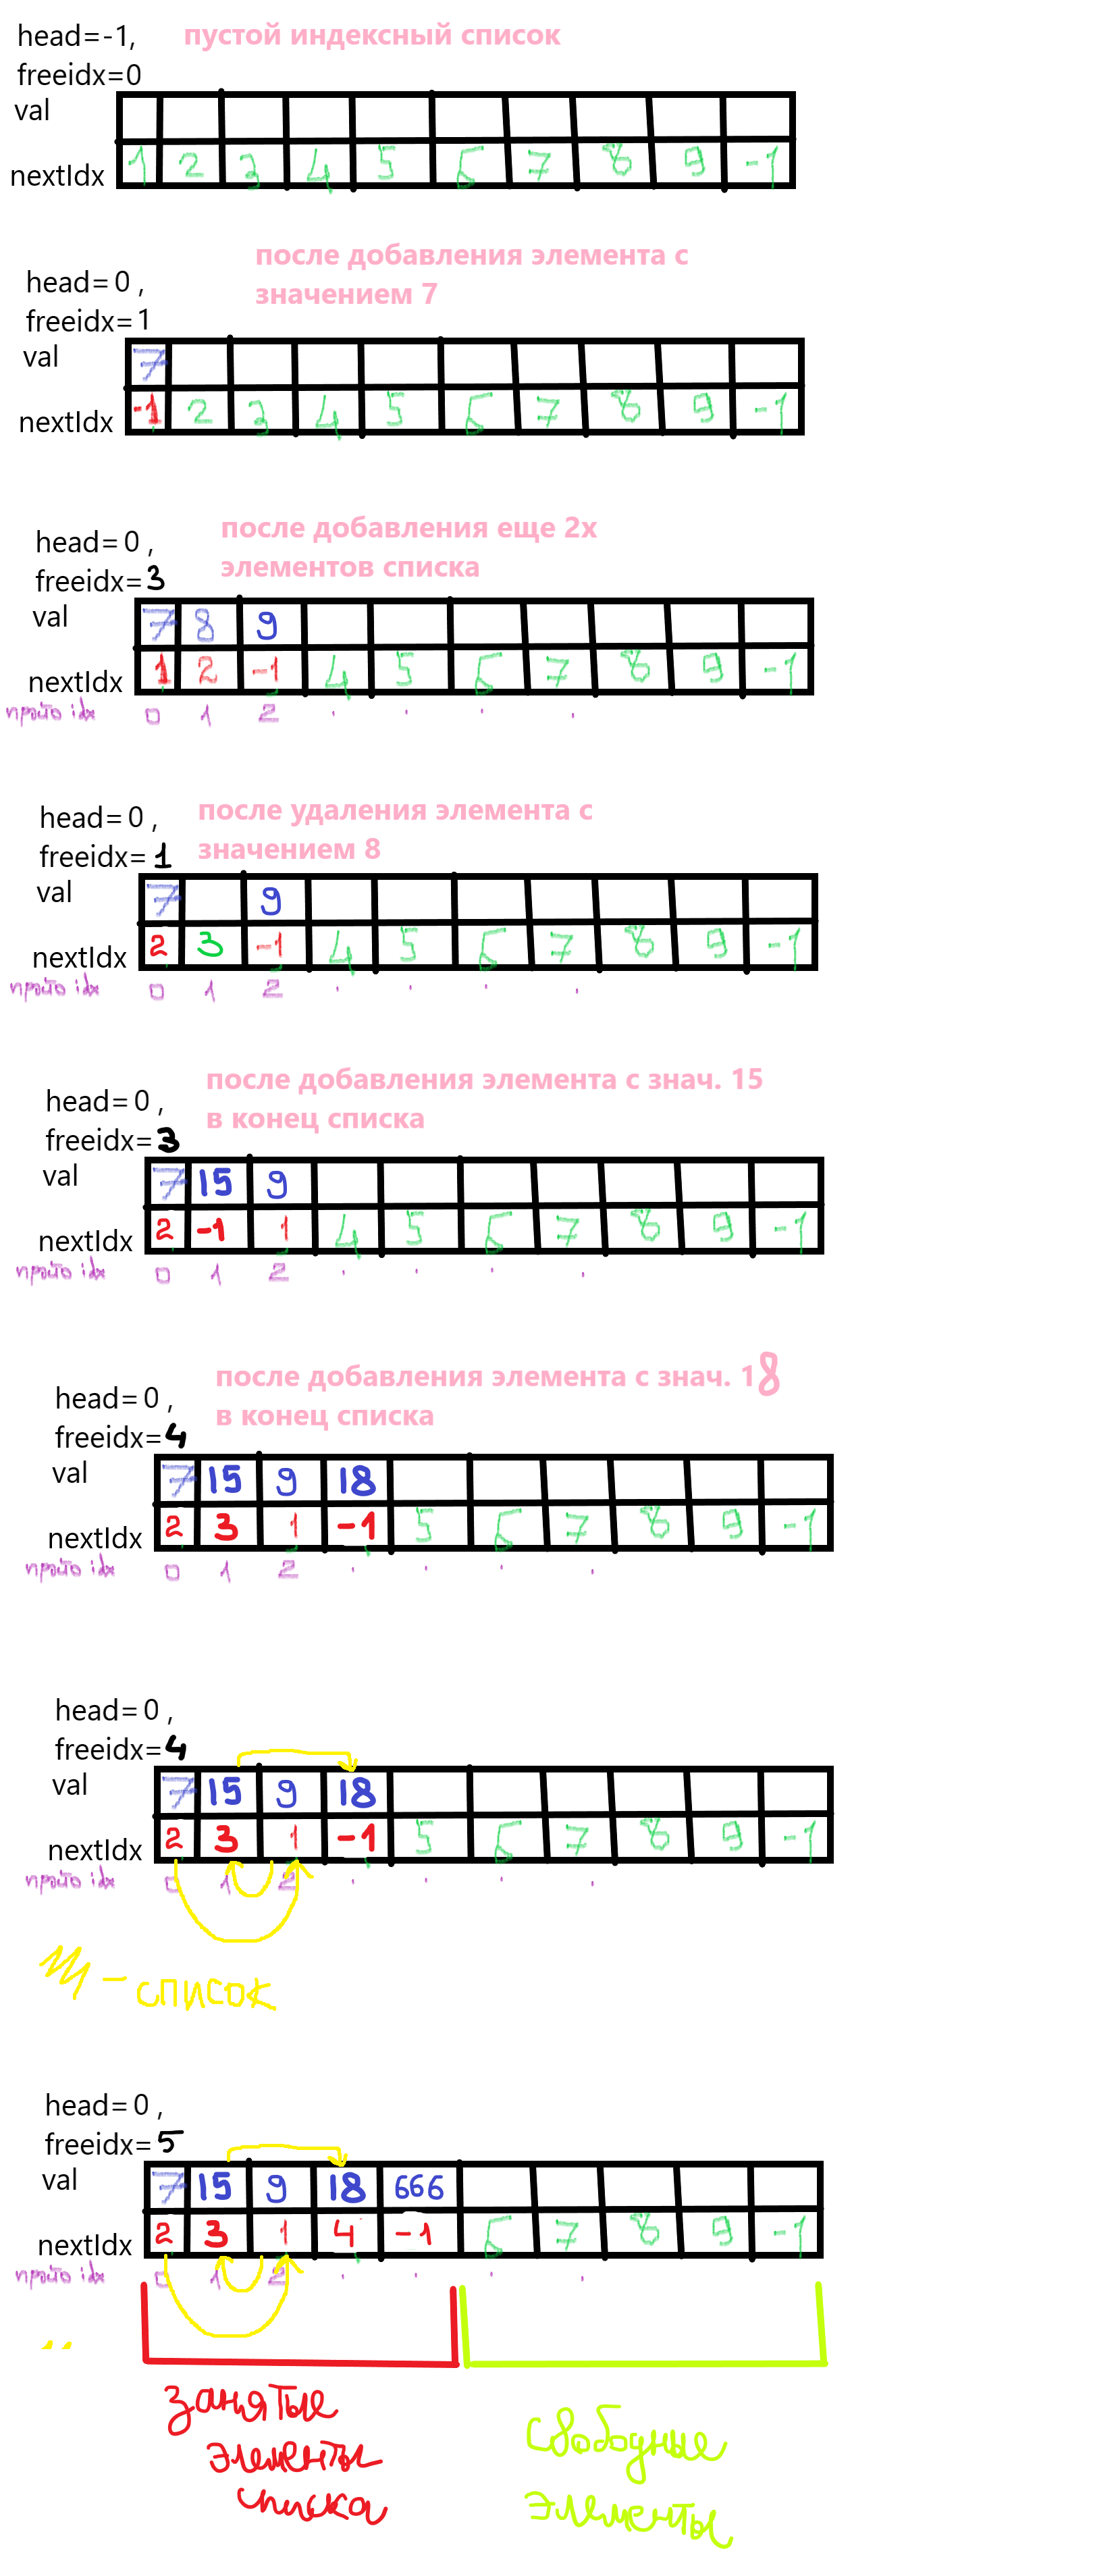 head=-1, пустой индексный список
freeidx=0
val
nextIdx 1 2 3 4 5 6 7 8 9 -1
после добавления элемента с
head= 0 , значением 7
freeidx= 1
val 7
nextIdx -1 2 3 4 5 6 7 8 9 -1
после добавления еще 2х
head= 0 , элементов списка
freeidx= 3
val 7 8 9
nextIdx 1 2 -1 4 5 6 7 8 9 -1
просто idx 0 1 2 . . . .
head= 0 , после удаления элемента с
freeidx= 1 значением 8
val 7 9
nextIdx 2 3 -1 4 5 6 7 8 9 -1
просто idx 0 1 2 . . . .
после добавления элемента с знач. 15
head= 0 , в конец списка
freeidx= 3
val 7 15 9
nextIdx 2 -1 1 4 5 6 7 8 9 -1
просто idx 0 1 2 . . . .
после добавления элемента с знач. 18
head= 0 , в конец списка
freeidx= 4
val 7 15 9 18
nextIdx 2 3 1 -1 5 6 7 8 9 -1
просто idx 0 1 2 . . . .
head= 0 ,
freeidx= 4
val 7 15 9 18
nextIdx 2 3 1 -1 5 6 7 8 9 -1
просто idx 0 1 2 . . . .
- список
head= 0 ,
freeidx= 5
val 7 15 9 18 666
nextIdx 2 3 1 4 -1 6 7 8 9 -1
просто idx 0 1 2 . . . .
занятые
элементы
списка
свободные
элементы